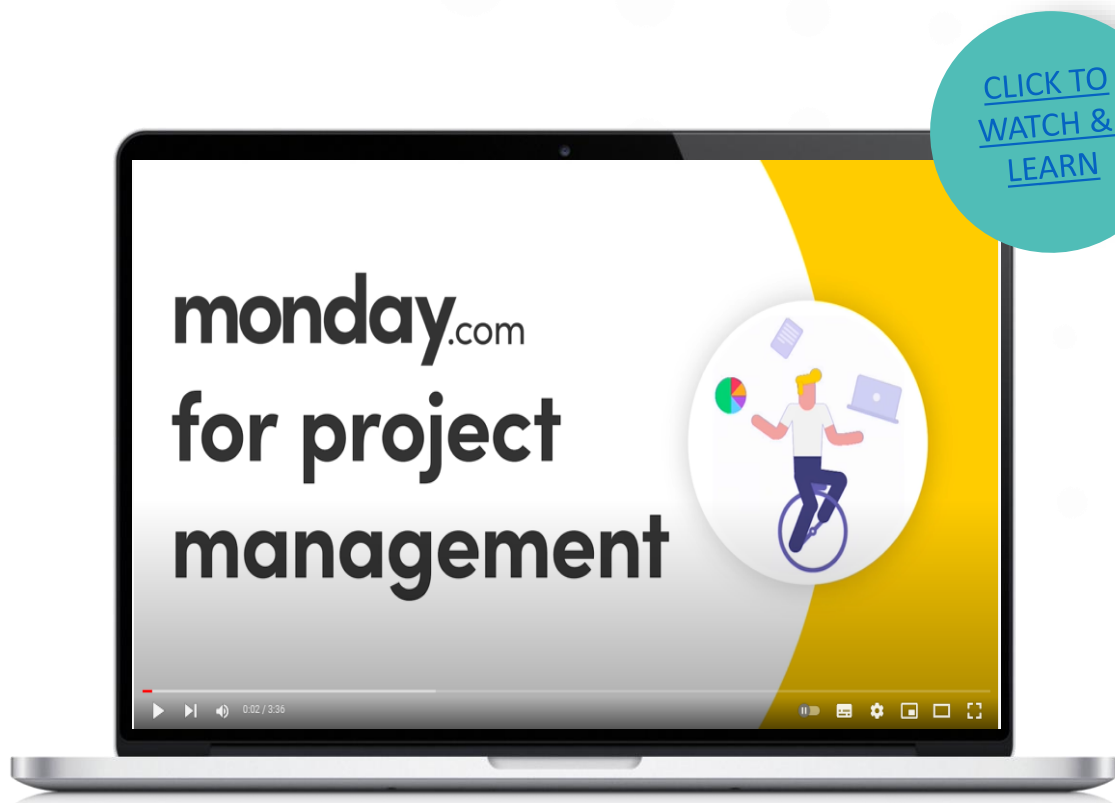 CLICK TO
WATCH &
LEARN
monday.com
for project
management
0:02 / 3:36